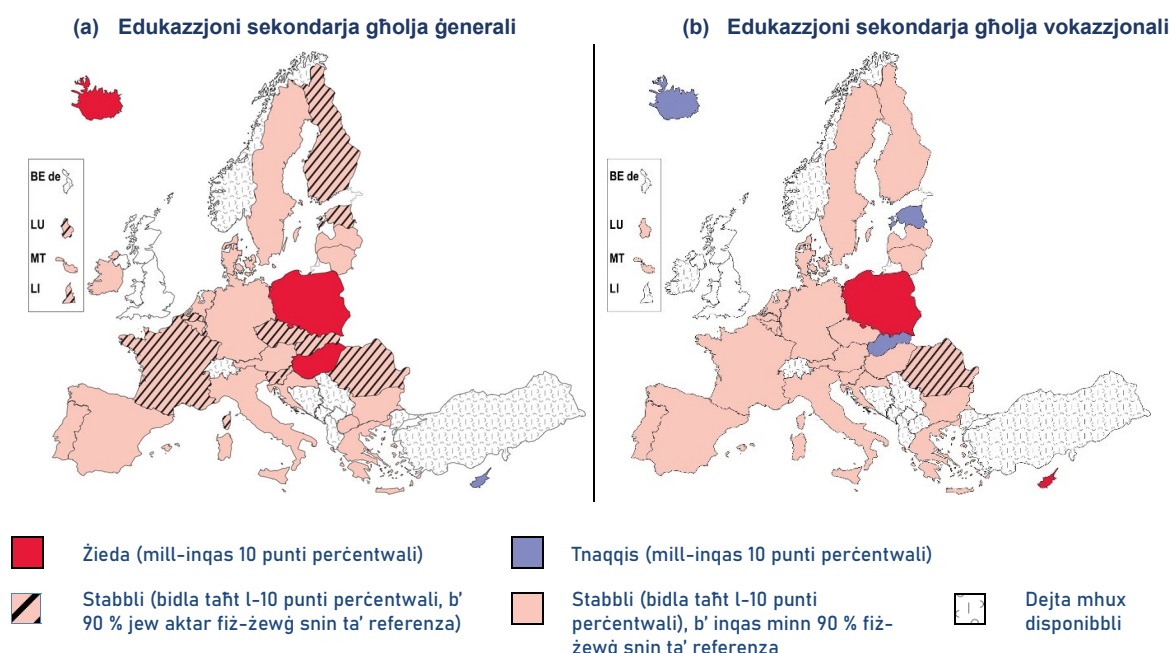 (a) Edukazzjoni sekondarja għolja ġenerali
(b) Edukazzjoni sekondarja għolja vokazzjonali
BE de
LU
MT
LI
BE de
LU
MT
LI
Żieda (mill-inqas 10 punti perċentwali)
Tnaqqis (mill-inqas 10 punti perċentwali)
Stabbli (bidla taħt l-10 punti perċentwali, b'
90 % jew aktar fiż-żewġ snin ta' referenza)
Stabbli (bidla taħt l-10 punti
perċentwali), b' inqas minn 90 % fiż-
żewġ snin ta' referenza
Dejta mhux
disponibbli